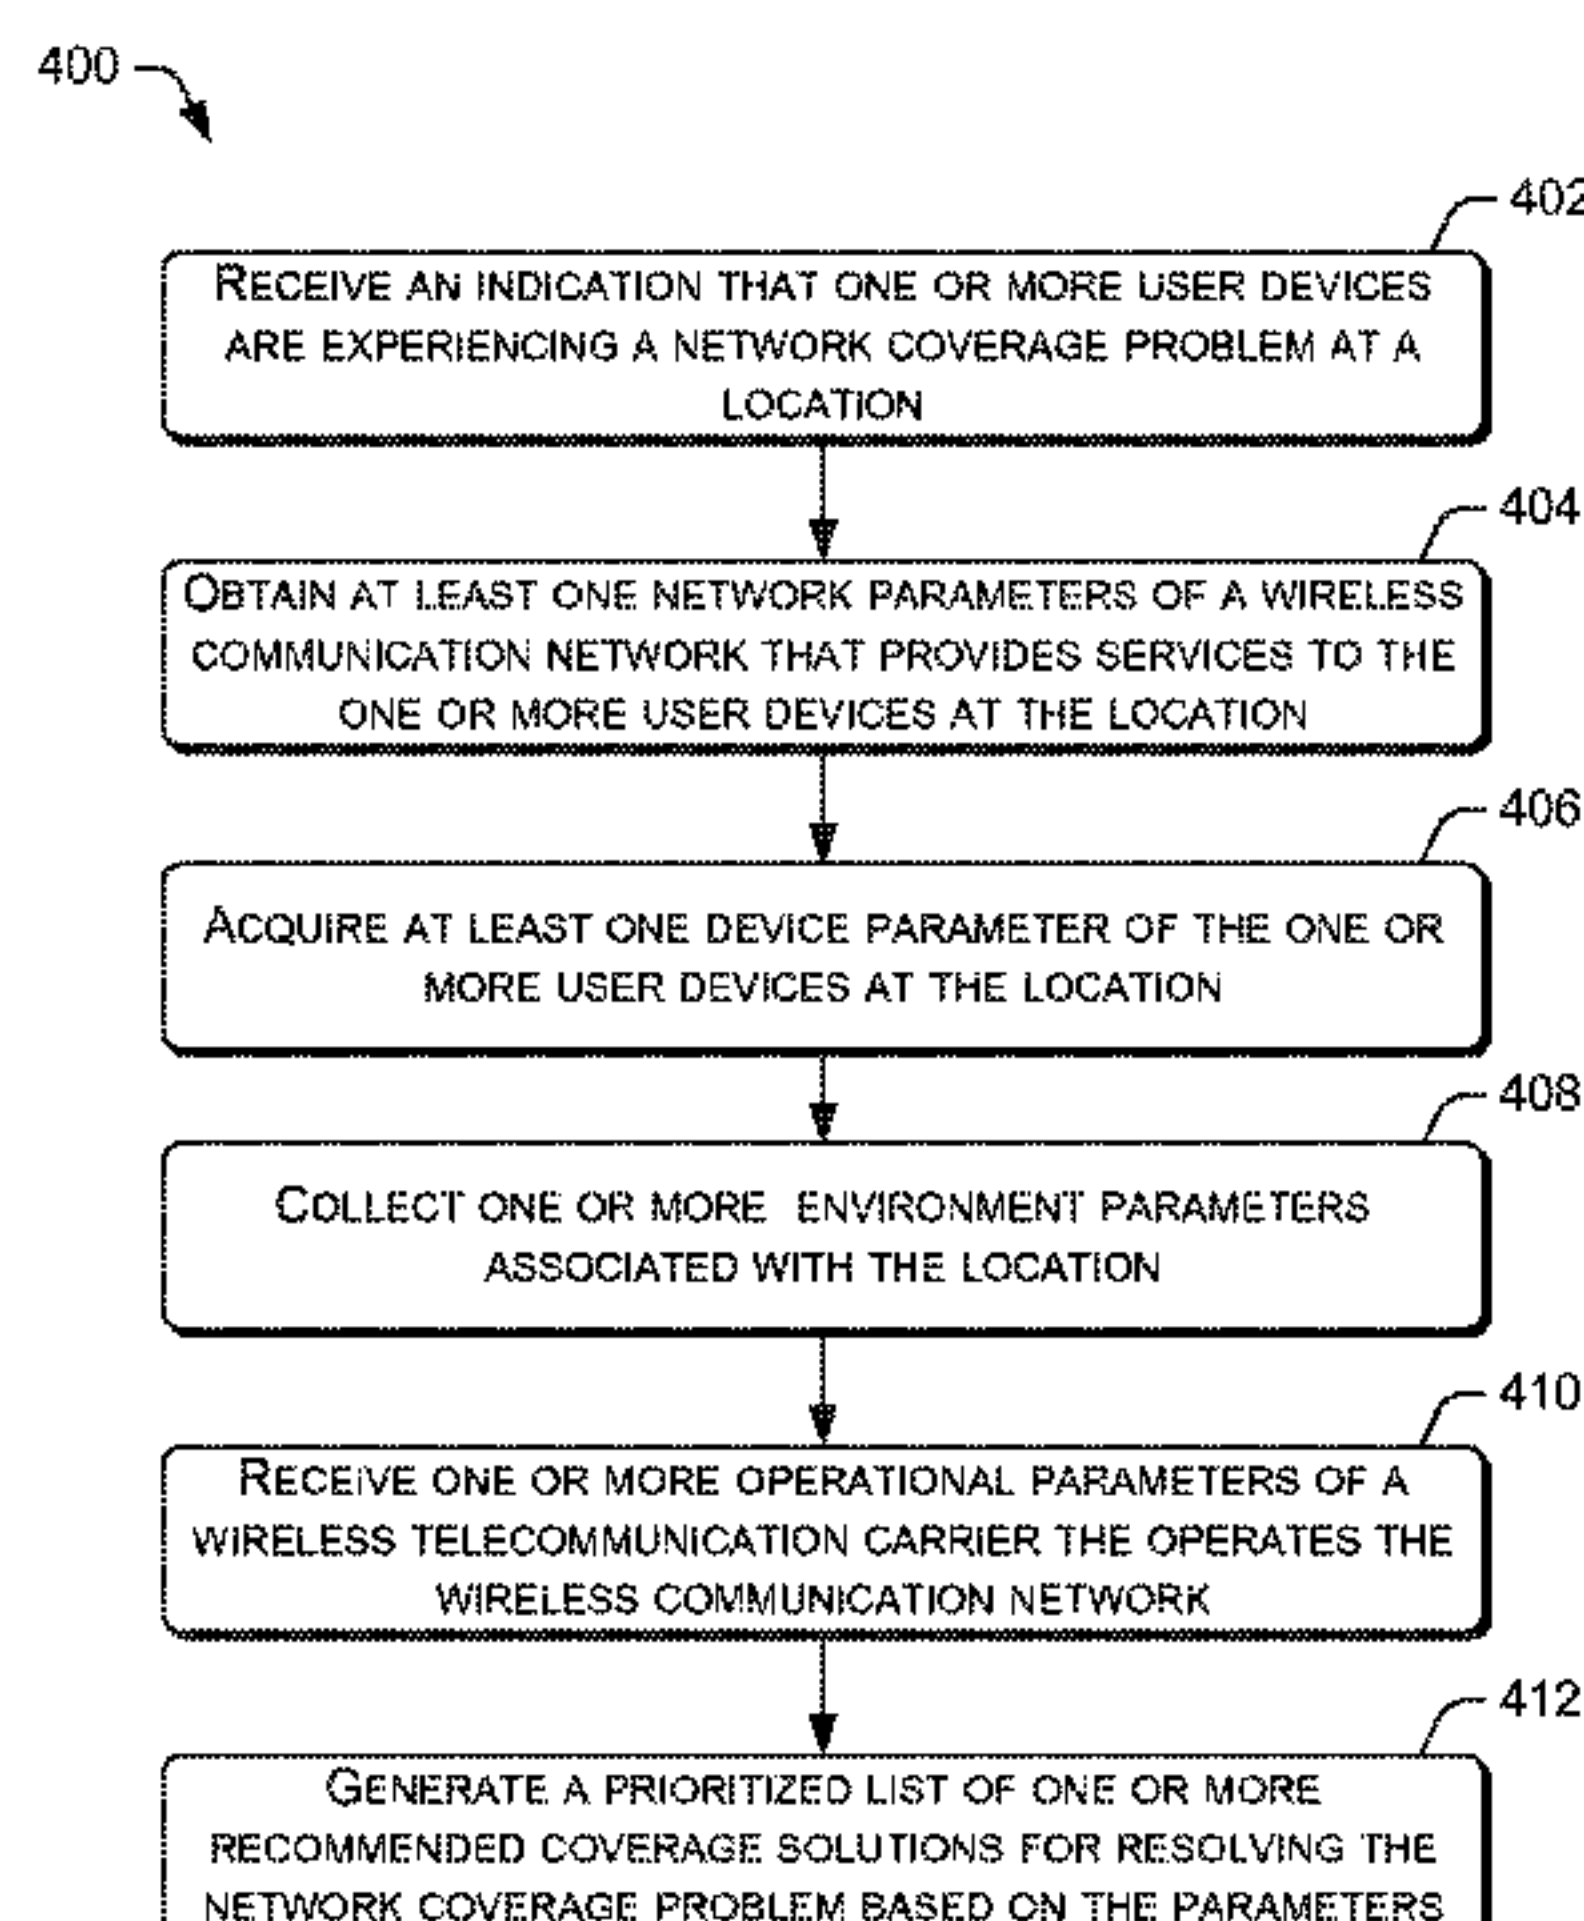 400
402
RECEIVE AN INDICATION THAT ONE OR MORE USER DEVICES
ARE EXPERIENCING A NETWORK COVERAGE PROBLEM AT A
LOCATION
404
OBTAIN AT LEAST ONE NETWORK PARAMETERS OF A WIRELESS
COMMUNICATION NETWORK THAT PROVIDES SERVICES TO THE
ONE OR MORE USER DEVICES AT THE LOCATION
406
ACQUIRE AT LEAST ONE DEVICE PARAMETER OF THE ONE OR
MORE USER DEVICES AT THE LOCATION
408
COLLECT ONE OR MORE ENVIRONMENT PARAMETERS
ASSOCIATED WITH THE LOCATION
410
RECEIVE ONE OR MORE OPERATIONAL PARAMETERS OF A
WIRELESS TELECOMMUNICATION CARRIER THE OPERATES THE
WIRELESS COMMUNICATION NETWORK
412
GENERATE A PRIORITIZED LIST OF ONE OR MORE
RECOMMENDED COVERAGE SOLUTIONS FOR RESOLVING THE
NETWORK COVERAGE PROBLEM BASED ON THE PARAMETERS